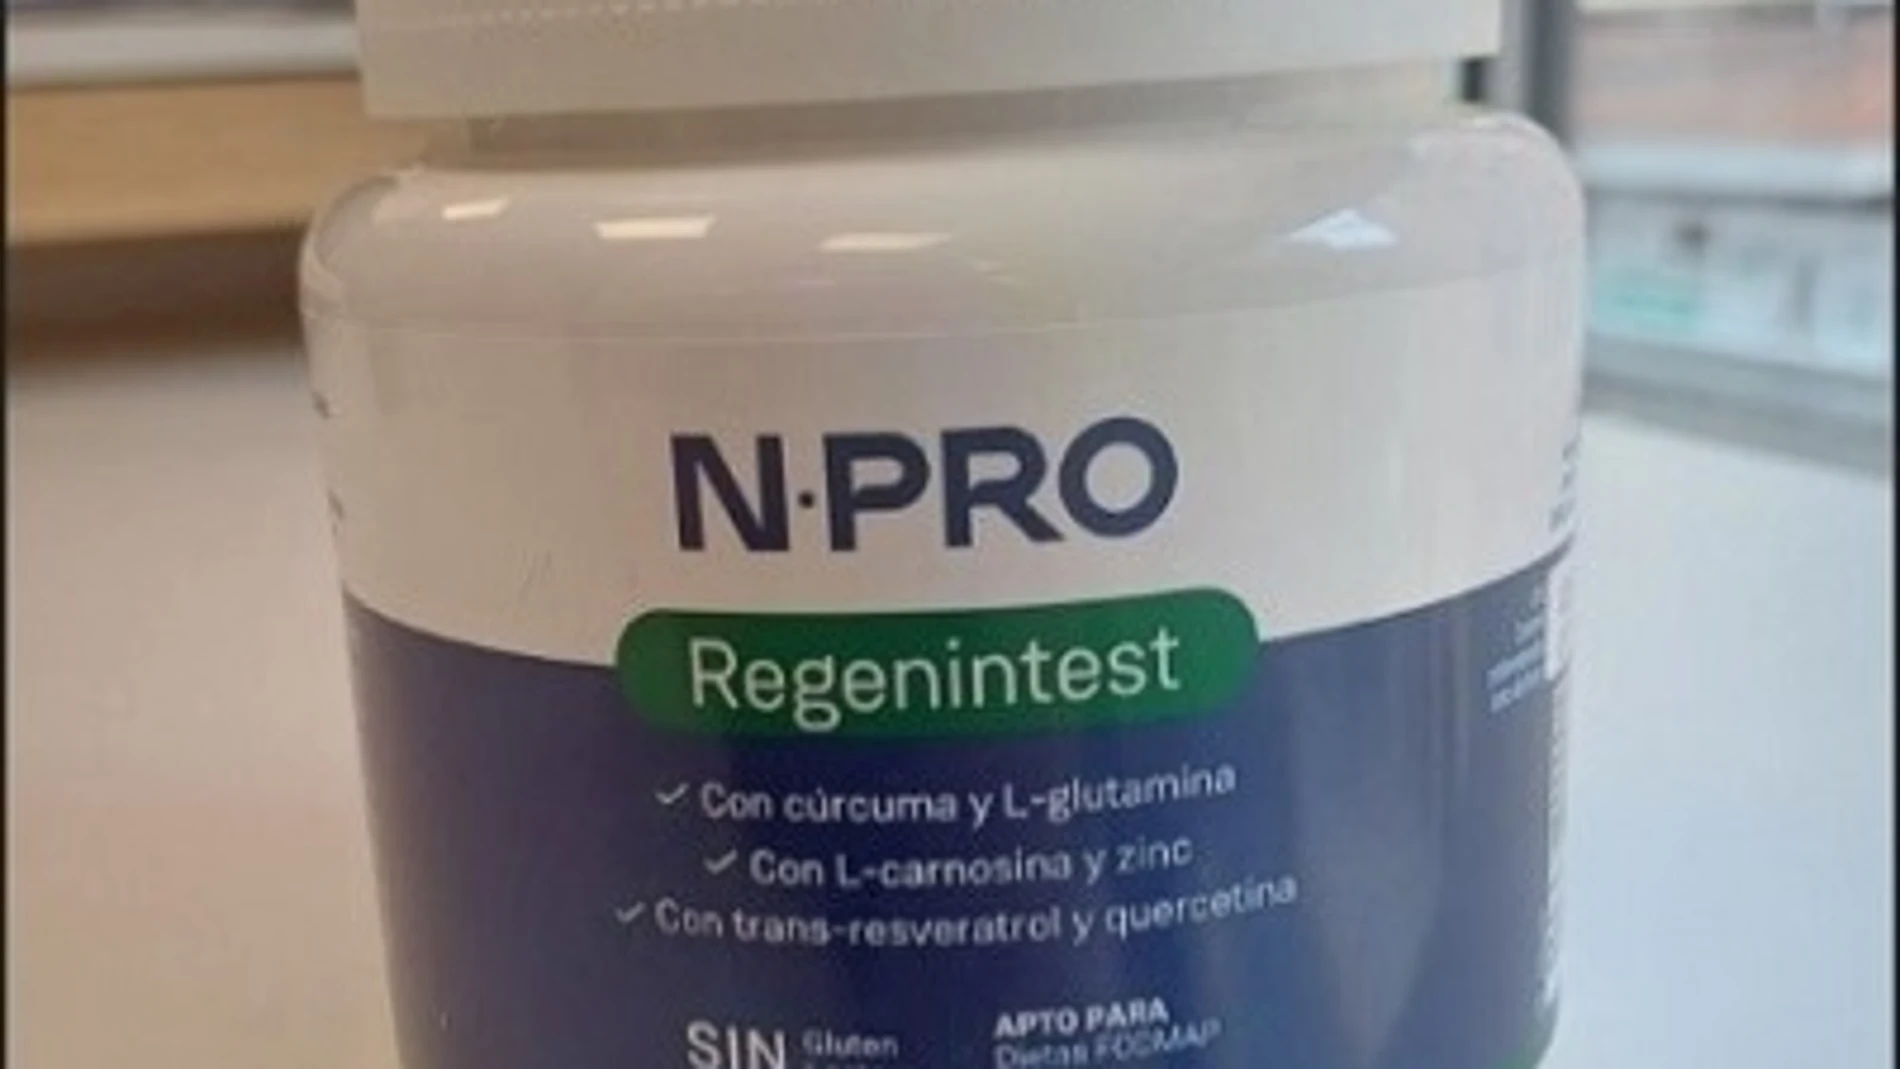 N·PRO
Regenintest
✓ Con cúrcuma y L-glutamina
✓ Con L-carnosina y zinc
✓ Con trans-resveratrol y quercetina
SIN Gluten
APTO PARA
Dietas FODMAP